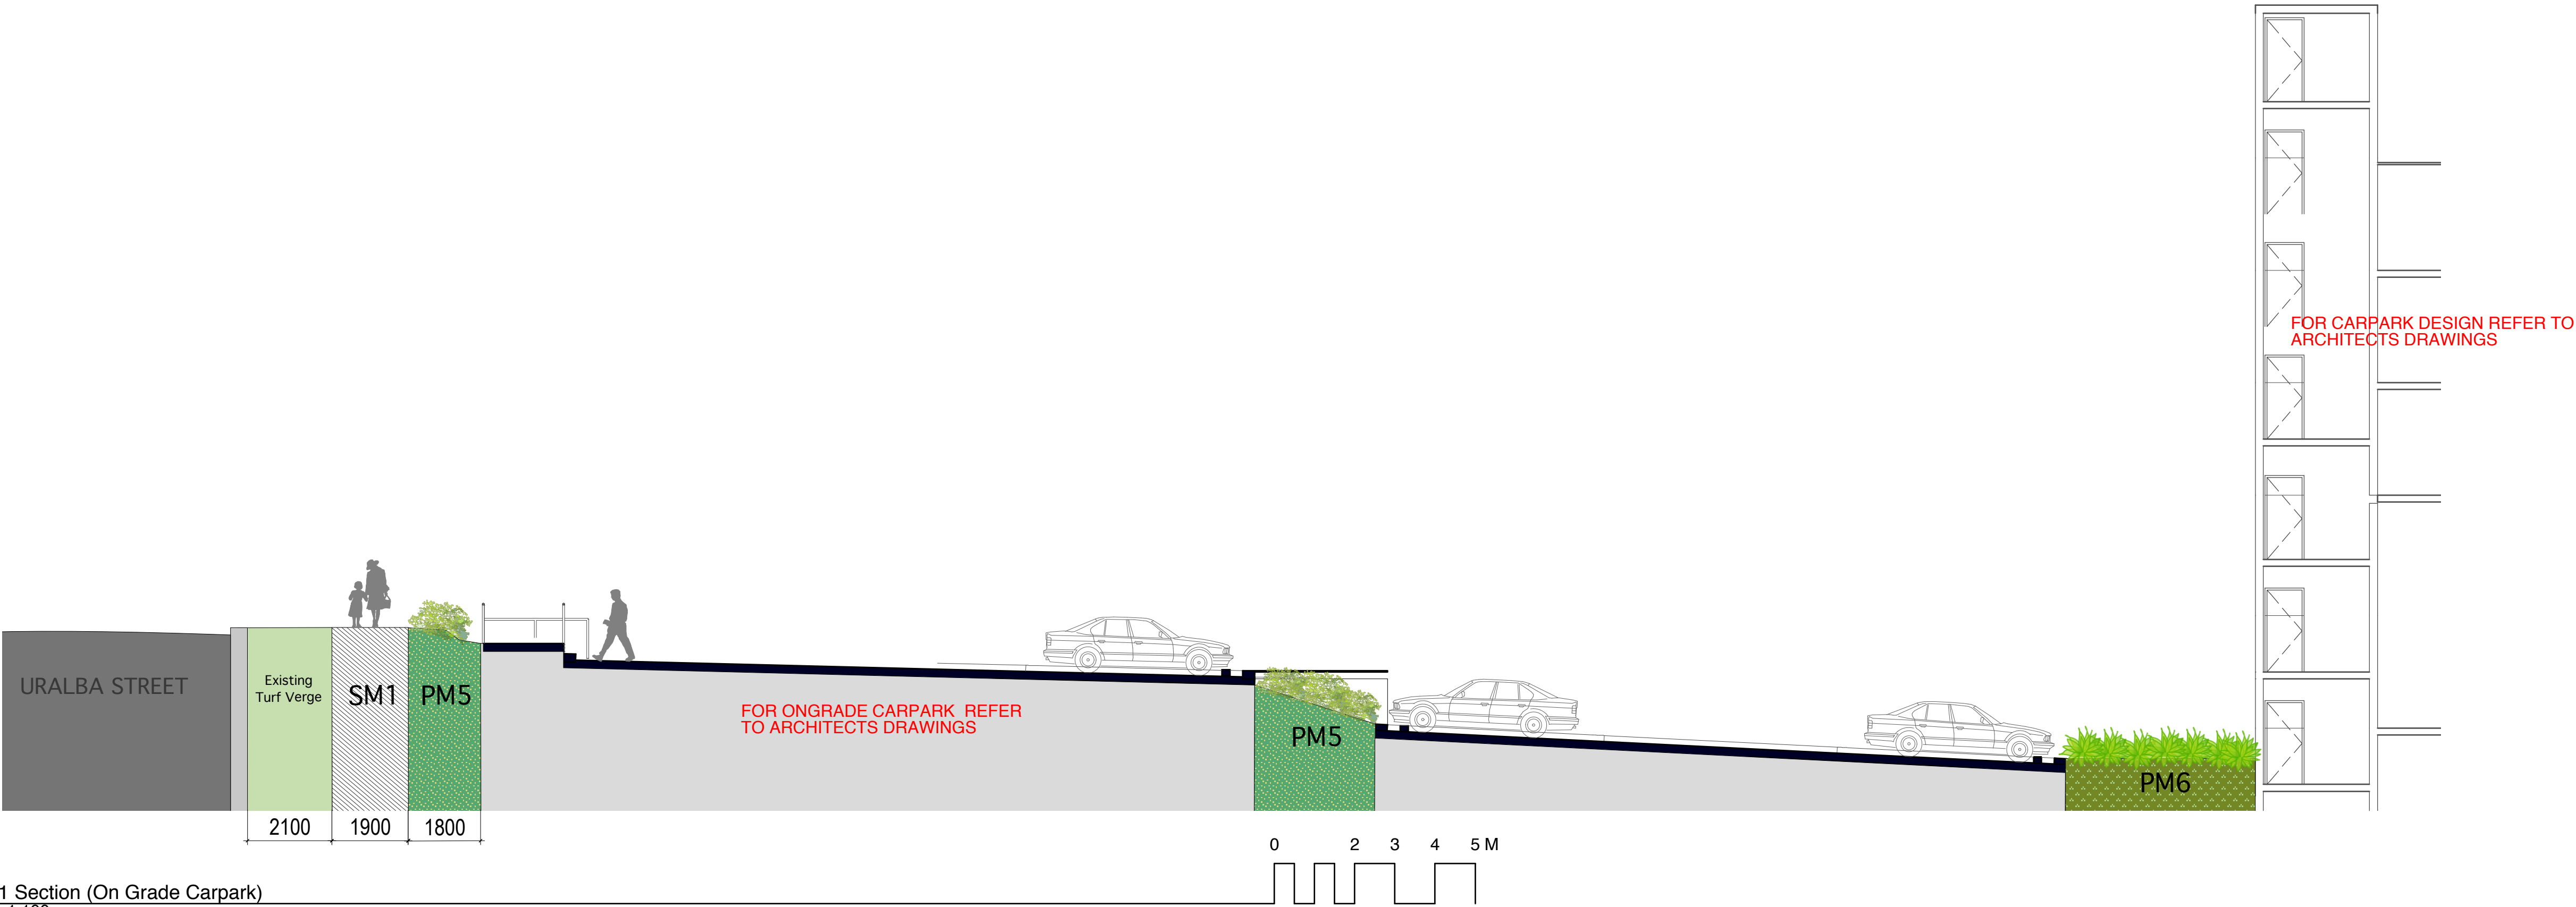 FOR CARPARK DESIGN REFER TO
ARCHITECTS DRAWINGS
URALBA STREET
Existing
Turf Verge
SM1
PM5
FOR ONGRADE CARPARK REFER
TO ARCHITECTS DRAWINGS
PM5
PM6
2100
1900
1800
0 2 3 4 5 M
1 Section (On Grade Carpark)